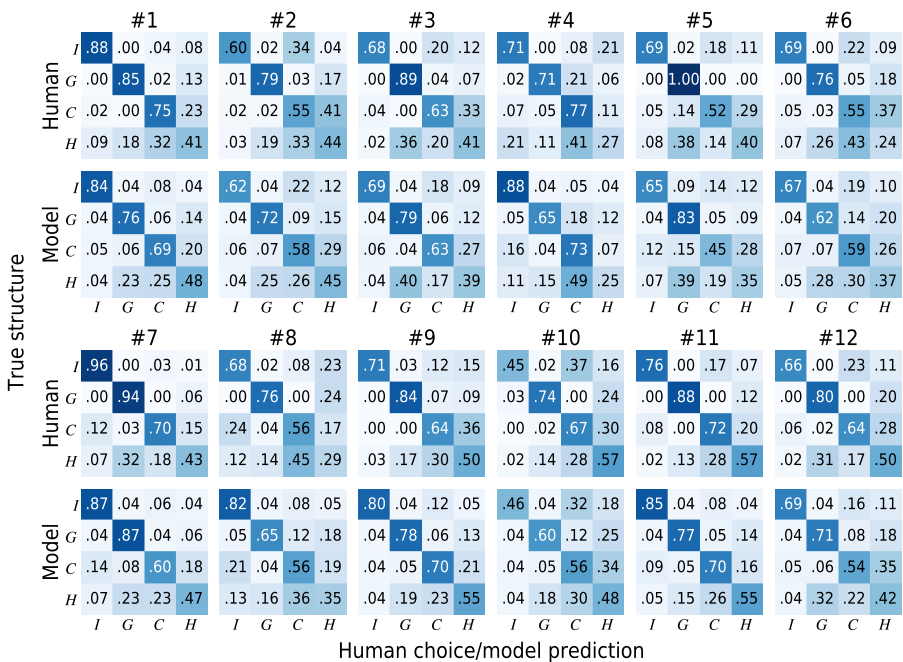 #1 #2 #3 #4 #5 #6
I .88 .00 .04 .08 .60 .02 .34 .04 .68 .00 .20 .12 .71 .00 .08 .21 .69 .02 .18 .11 .69 .00 .22 .09
G .00 .85 .02 .13 .01 .79 .03 .17 .00 .89 .04 .07 .02 .71 .21 .06 .00 1.00 .00 .00 .00 .76 .05 .18
C .02 .00 .75 .23 .02 .02 .55 .41 .04 .00 .63 .33 .07 .05 .77 .11 .05 .14 .52 .29 .05 .03 .55 .37
H .09 .18 .32 .41 .03 .19 .33 .44 .02 .36 .20 .41 .21 .11 .41 .27 .08 .38 .14 .40 .07 .26 .43 .24
Human
I .84 .04 .08 .04 .62 .04 .22 .12 .69 .04 .18 .09 .88 .04 .05 .04 .65 .09 .14 .12 .67 .04 .19 .10
G .04 .76 .06 .14 .04 .72 .09 .15 .04 .79 .06 .12 .05 .65 .18 .12 .04 .83 .05 .09 .04 .62 .14 .20
C .05 .06 .69 .20 .06 .07 .58 .29 .06 .04 .63 .27 .16 .04 .73 .07 .12 .15 .45 .28 .07 .07 .59 .26
H .04 .23 .25 .48 .04 .25 .26 .45 .04 .40 .17 .39 .11 .15 .49 .25 .07 .39 .19 .35 .05 .28 .30 .37
Model
I G C H I G C H I G C H I G C H I G C H I G C H
True structure
#7 #8 #9 #10 #11 #12
I .96 .00 .03 .01 .68 .02 .08 .23 .71 .03 .12 .15 .45 .02 .37 .16 .76 .00 .17 .07 .66 .00 .23 .11
G .00 .94 .00 .06 .00 .76 .00 .24 .00 .84 .07 .09 .03 .74 .00 .24 .00 .88 .00 .12 .00 .80 .00 .20
C .12 .03 .70 .15 .24 .04 .56 .17 .00 .00 .64 .36 .00 .02 .67 .30 .08 .00 .72 .20 .06 .02 .64 .28
H .07 .32 .18 .43 .12 .14 .45 .29 .03 .17 .30 .50 .02 .14 .28 .57 .02 .13 .28 .57 .02 .31 .17 .50
Human
I .87 .04 .06 .04 .82 .04 .08 .05 .80 .04 .12 .05 .46 .04 .32 .18 .85 .04 .08 .04 .69 .04 .16 .11
G .04 .87 .04 .06 .05 .65 .12 .18 .04 .78 .06 .13 .04 .60 .12 .25 .04 .77 .05 .14 .04 .71 .08 .18
C .14 .08 .60 .18 .21 .04 .56 .19 .04 .05 .70 .21 .04 .05 .56 .34 .09 .05 .70 .16 .05 .06 .54 .35
H .07 .23 .23 .47 .13 .16 .36 .35 .04 .19 .23 .55 .04 .18 .30 .48 .05 .15 .26 .55 .04 .32 .22 .42
Model
I G C H I G C H I G C H I G C H I G C H I G C H
Human choice/model prediction